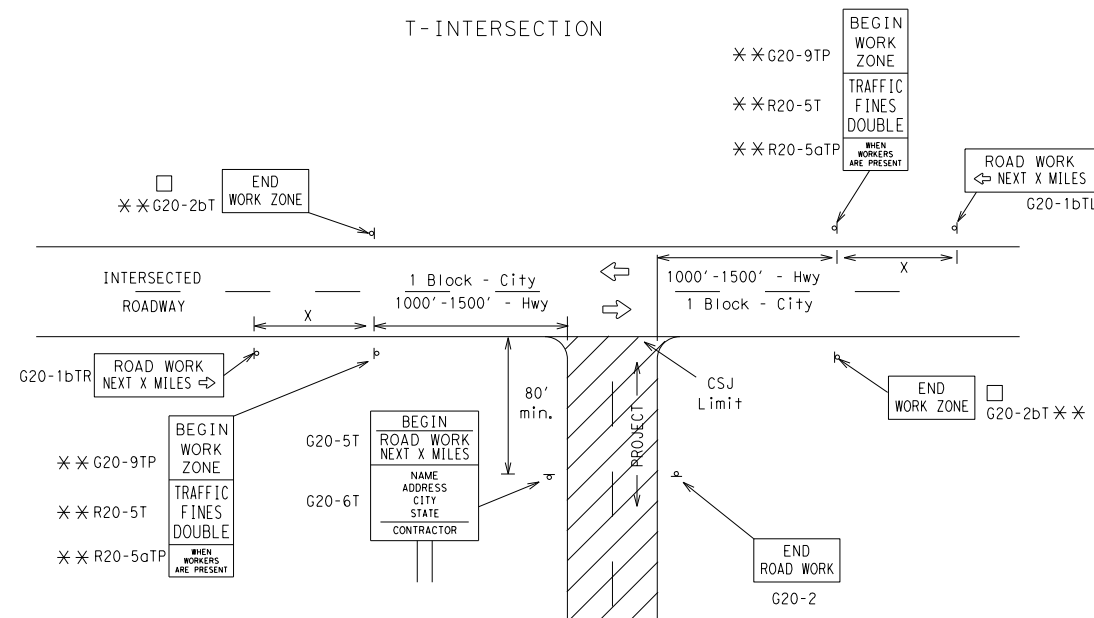 T-INTERSECTION
BEGIN
WORK
ZONE
TRAFFIC
FINES
DOUBLE
WHEN
WORKERS
ARE PRESENT
**G20-9TP
**R20-5T
**R20-5aTP
ROAD WORK
⇦ NEXT X MILES
G20-1bTL
□
**G20-2bT
END
WORK ZONE
INTERSECTED
ROADWAY
X
1 Block - City
1000'-1500' - Hwy
⇦
⇨
1000'-1500' - Hwy
1 Block - City
X
G20-1bTR
ROAD WORK
NEXT X MILES ⇨
80'
min.
CSJ
Limit
PROJECT
END
WORK ZONE
□
G20-2bT**
BEGIN
WORK
ZONE
TRAFFIC
FINES
DOUBLE
WHEN
WORKERS
ARE PRESENT
**G20-9TP
**R20-5T
**R20-5aTP
G20-5T
G20-6T
BEGIN
ROAD WORK
NEXT X MILES
NAME
ADDRESS
CITY
STATE
CONTRACTOR
END
ROAD WORK
G20-2